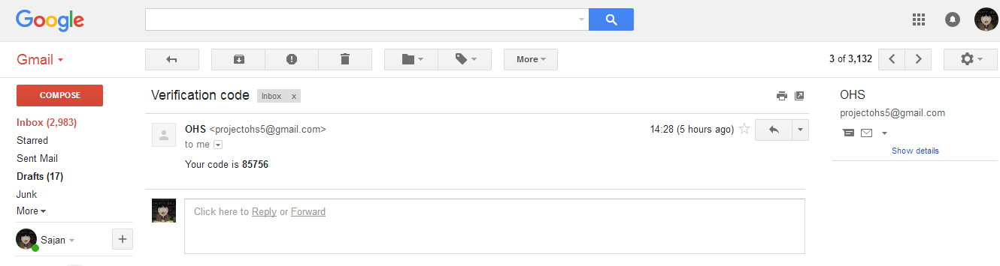 Google
Gmail
More
3 of 3,132
COMPOSE
Inbox (2,983)
Starred
Sent Mail
Drafts (17)
Junk
More
Sajan
Verification code
Inbox x
OHS <projectohs5@gmail.com>
14:28 (5 hours ago)
to me
Your code is 85756
Click here to Reply or Forward
OHS
projectohs5@gmail.com
Show details